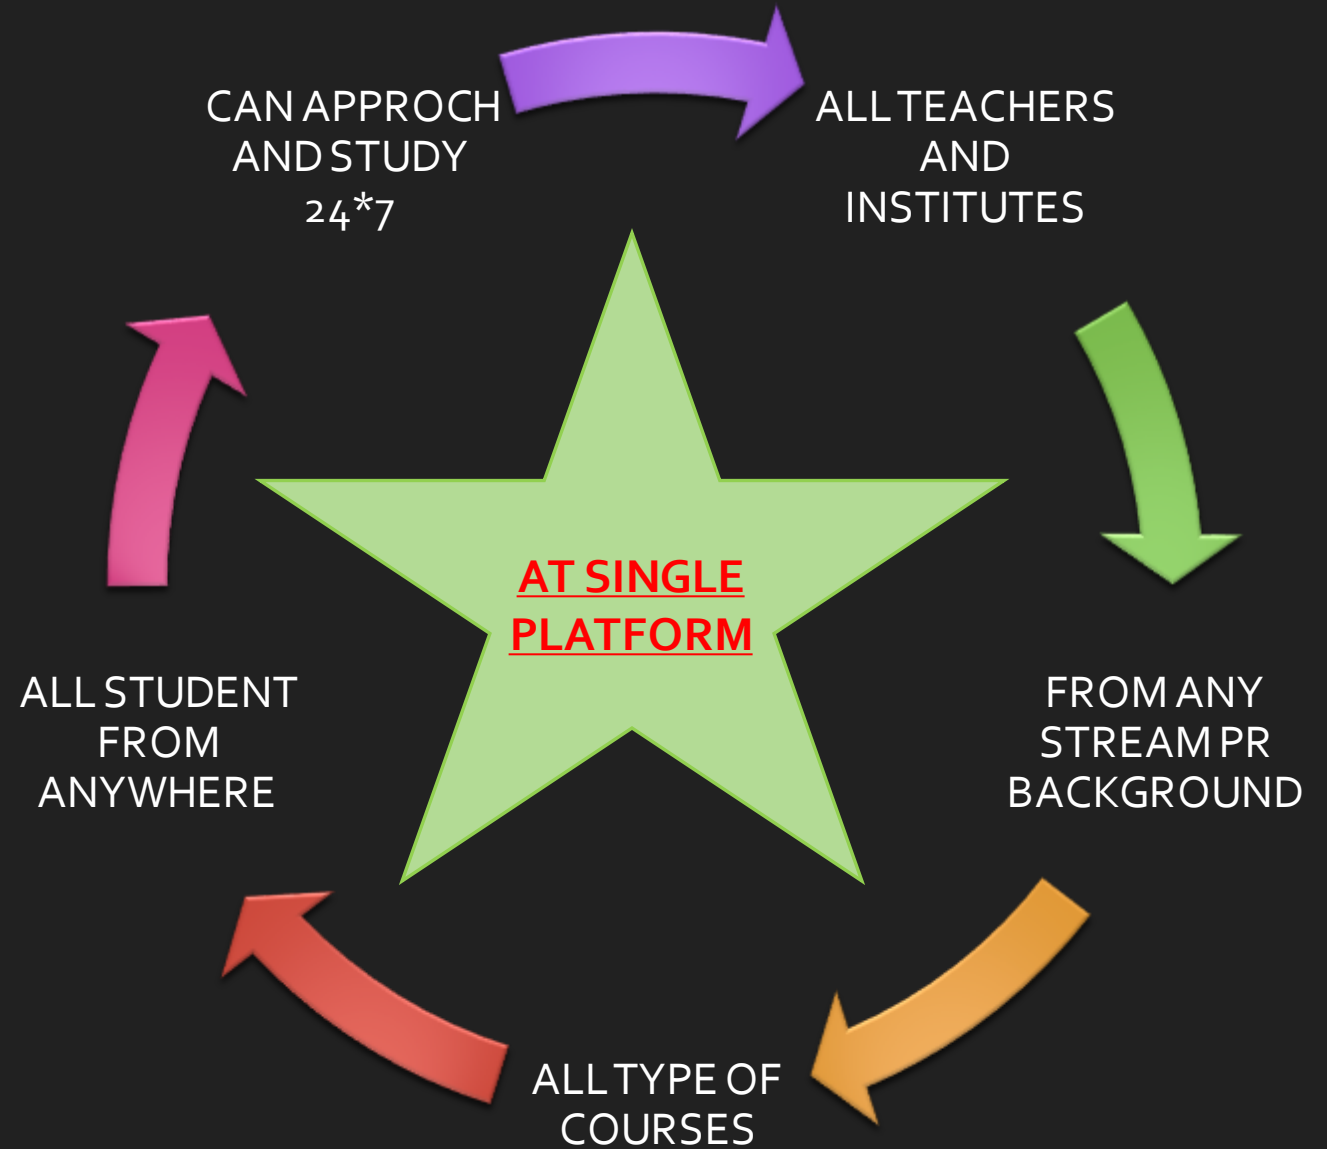 CAN APPROCH
AND STUDY
24*7
ALL TEACHERS
AND
INSTITUTES
AT SINGLE
PLATFORM
ALL STUDENT
FROM
ANYWHERE
FROM ANY
STREAM PR
BACKGROUND
ALL TYPE OF
COURSES